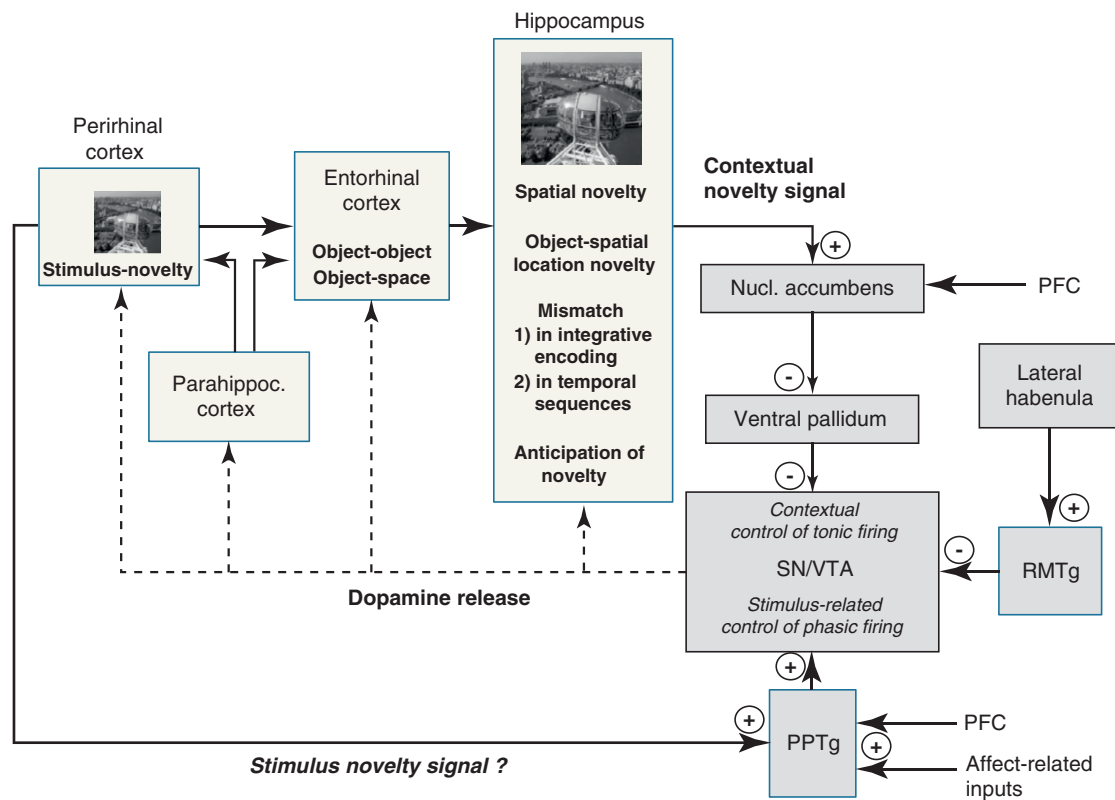 Hippocampus
Perirhinal
cortex
Stimulus-novelty
Entorhinal
cortex
Object-object
Object-space
Parahippoc.
cortex
Spatial novelty
Object-spatial
location novelty
Mismatch
1) in integrative
encoding
2) in temporal
sequences
Anticipation of
novelty
Contextual
novelty signal
+
Nucl. accumbens
PFC
-
Ventral pallidum
-
Lateral
habenula
+
RMTg
-
Contextual
control of tonic firing
SN/VTA
Stimulus-related
control of phasic firing
Dopamine release
+
+
PPTg
PFC
+
Affect-related
inputs
Stimulus novelty signal ?